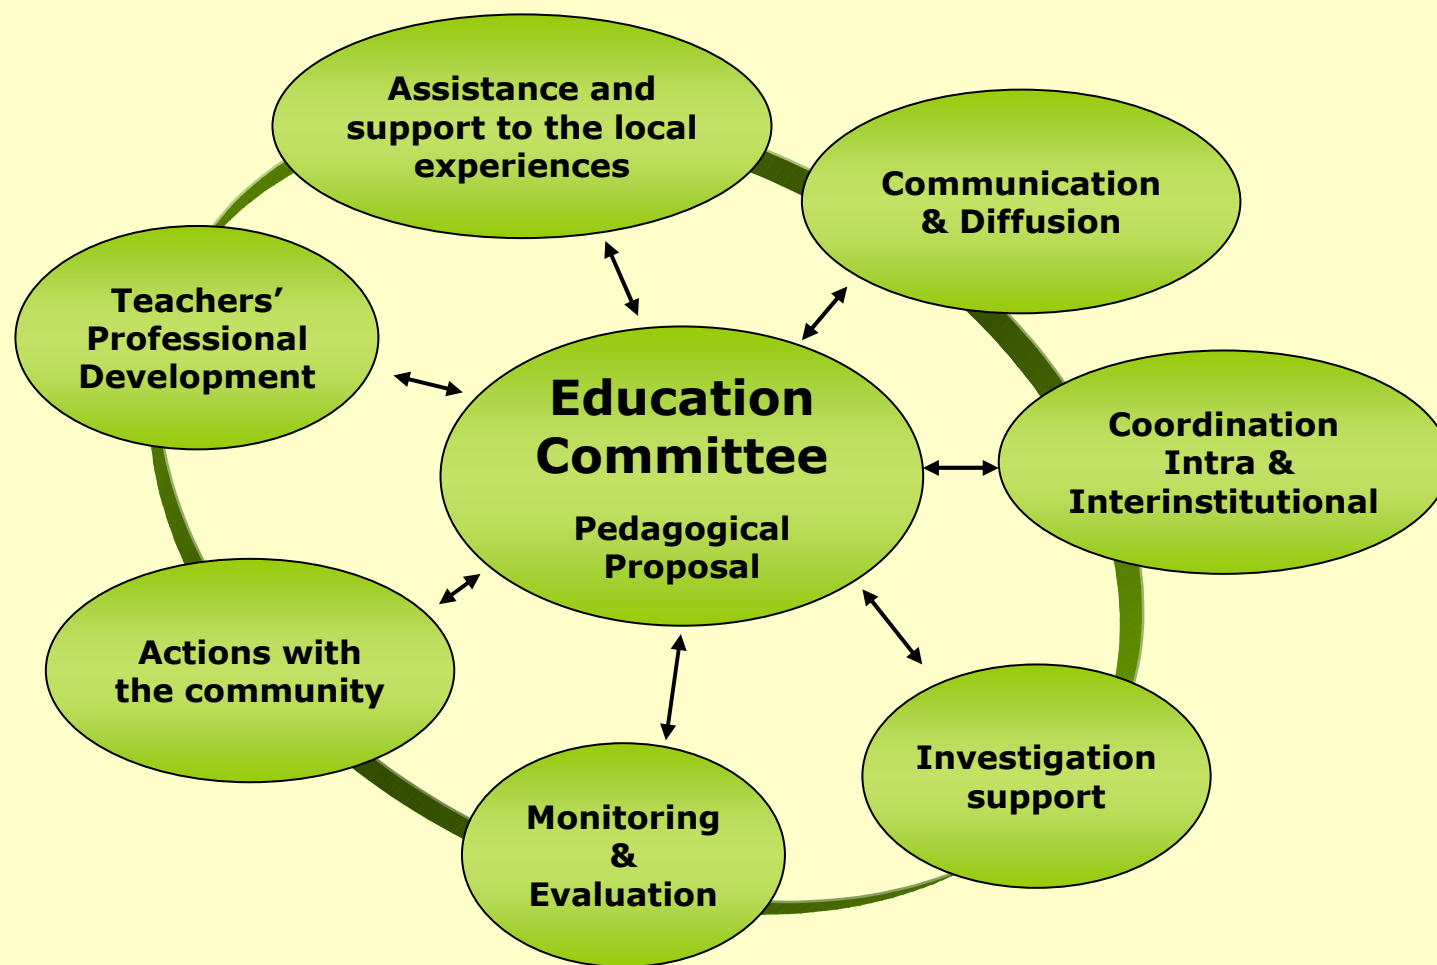 Assistance and
support to the local
experiences
Communication
& Diffusion
Teachers’
Professional
Development
Education
Committee
Pedagogical
Proposal
Coordination
Intra &
Interinstitutional
Actions with
the community
Investigation
support
Monitoring
&
Evaluation